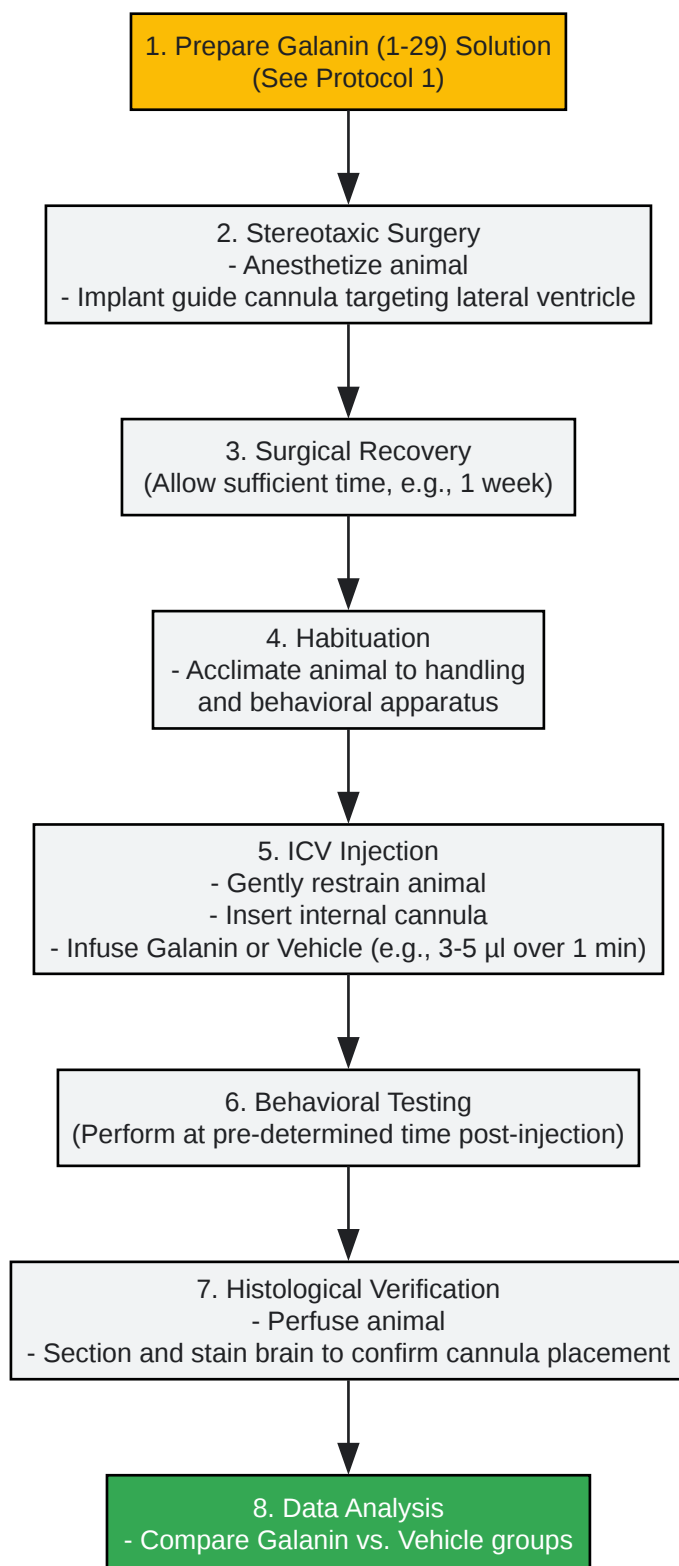 1. Prepare Galanin (1-29) Solution
(See Protocol 1)
2. Stereotaxic Surgery
- Anesthetize animal
- Implant guide cannula targeting lateral ventricle
3. Surgical Recovery
(Allow sufficient time, e.g., 1 week)
4. Habituation
- Acclimate animal to handling
and behavioral apparatus
5. ICV Injection
- Gently restrain animal
- Insert internal cannula
- Infuse Galanin or Vehicle (e.g., 3-5 µl over 1 min)
6. Behavioral Testing
(Perform at pre-determined time post-injection)
7. Histological Verification
- Perfuse animal
- Section and stain brain to confirm cannula placement
8. Data Analysis
- Compare Galanin vs. Vehicle groups